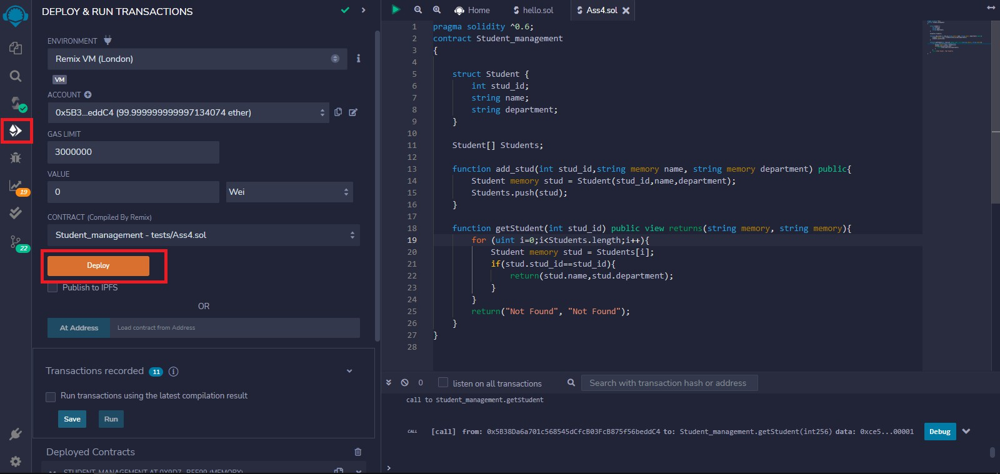 DEPLOY & RUN TRANSACTIONS
ENVIRONMENT
Remix VM (London)
VM
ACCOUNT
0x5B3...eddC4 (99.999999999997134074 ether)
GAS LIMIT
3000000
VALUE
0
Wei
CONTRACT (Compiled By Remix)
Student_management - tests/Ass4.sol
Deploy
Publish to IPFS
OR
At Address
Load contract from Address
Transactions recorded 11
Run transactions using the latest compilation result
Save
Run
Deployed Contracts
19
22
Home
hello.sol
Ass4.sol
1 pragma solidity ^0.6;
2 contract Student_management
3 {
4
5 struct Student {
6 int stud_id;
7 string name;
8 string department;
9 }
10
11 Student[] Students;
12
13 function add_stud(int stud_id,string memory name, string memory department) public{
14 Student memory stud = Student(stud_id,name,department);
15 Students.push(stud);
16 }
17
18 function getStudent(int stud_id) public view returns(string memory, string memory){
19 for (uint i=0;i<Students.length;i++){
20 Student memory stud = Students[i];
21 if(stud.stud_id==stud_id){
22 return(stud.name,stud.department);
23 }
24 }
25 return("Not Found", "Not Found");
26 }
27 }
28
0
listen on all transactions
Search with transaction hash or address
call to Student_management.getStudent
CALL [call] from: 0x5B38Da6a701c568545dCfcB03FcB875f56beddC4 to: Student_management.getStudent(int256) data: 0xce5...00001
Debug
>